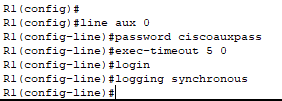 R1(config)#
R1(config)#line aux 0
R1(config-line)#password ciscoauxpass
R1(config-line)#exec-timeout 5 0
R1(config-line)#login
R1(config-line)#logging synchronous
R1(config-line)#